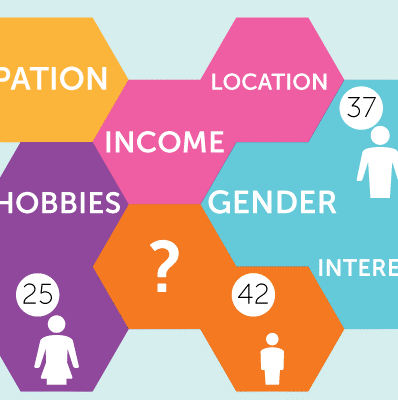 PATION
LOCATION
37
INCOME
HOBBIES
GENDER
?
INTERE
25
42